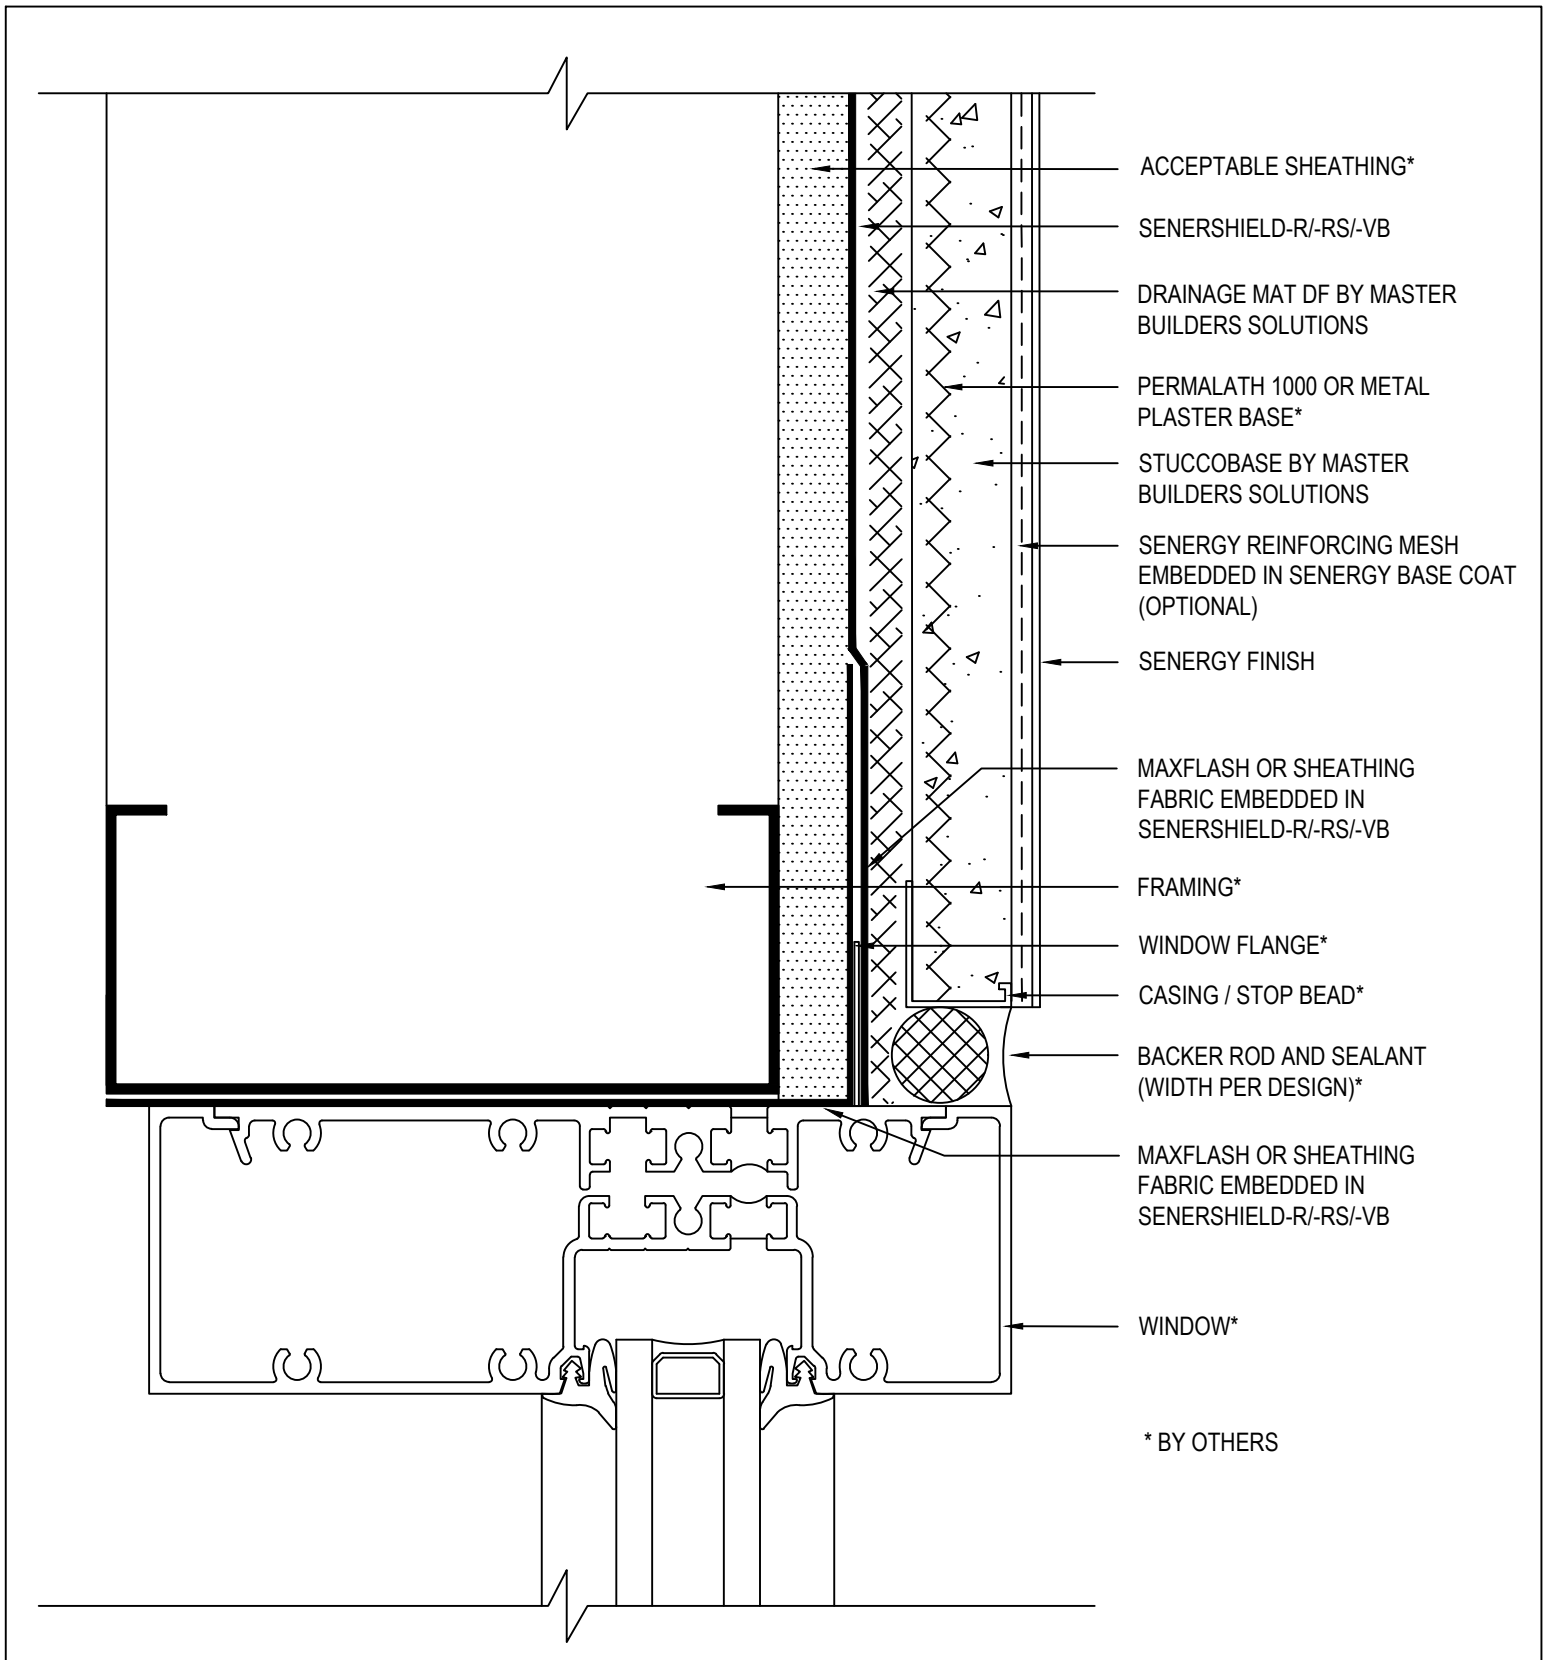 ACCEPTABLE SHEATHING*
SENERSHIELD-R/-RS/-VB
DRAINAGE MAT DF BY MASTER
BUILDERS SOLUTIONS
PERMALATH 1000 OR METAL
PLASTER BASE*
STUCCOBASE BY MASTER
BUILDERS SOLUTIONS
SENERGY REINFORCING MESH
EMBEDDED IN SENERGY BASE COAT
(OPTIONAL)
SENERGY FINISH
MAXFLASH OR SHEATHING
FABRIC EMBEDDED IN
SENERSHIELD-R/-RS/-VB
FRAMING*
WINDOW FLANGE*
CASING / STOP BEAD*
BACKER ROD AND SEALANT
(WIDTH PER DESIGN)*
MAXFLASH OR SHEATHING
FABRIC EMBEDDED IN
SENERSHIELD-R/-RS/-VB
WINDOW*
* BY OTHERS